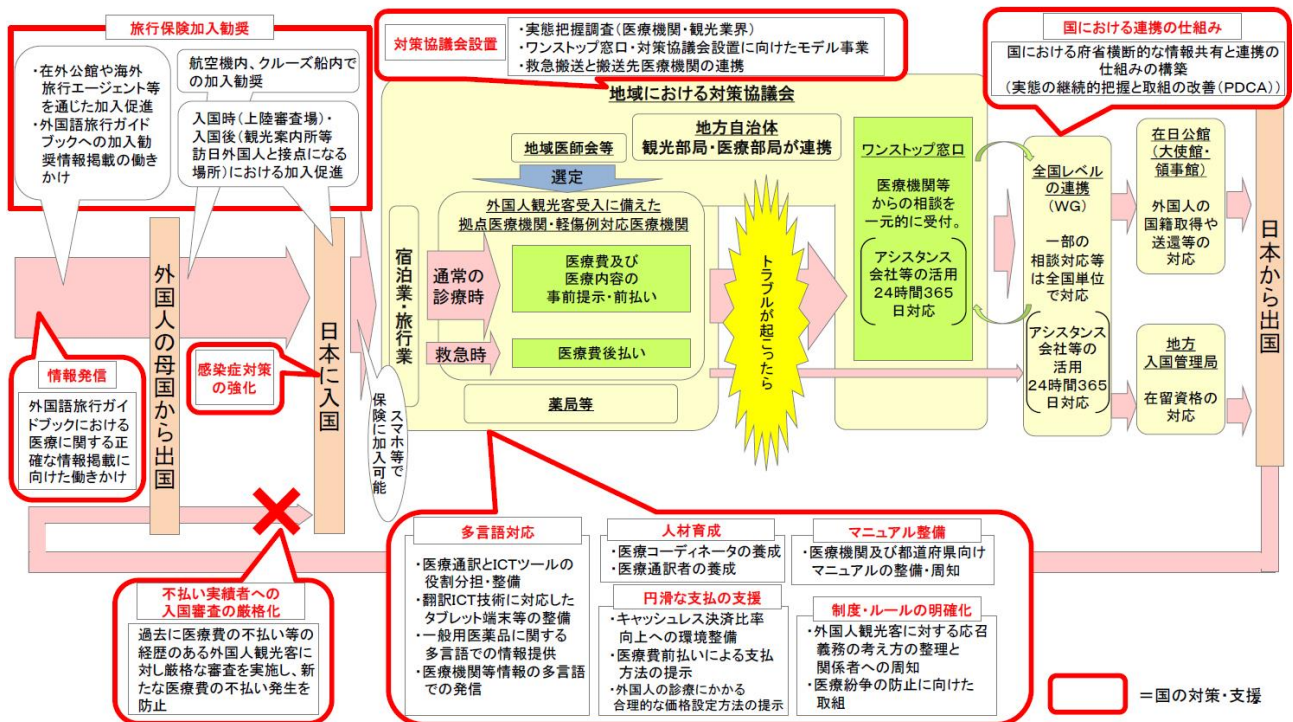 旅行保険加入勧奨
・在外公館や海外
旅行エージェント等
を通じた加入促進
・外国語旅行ガイド
ブックへの加入勧
奨情報掲載の働き
かけ
航空機内、クルーズ船内で
の加入勧奨
入国時(上陸審査場)・
入国後(観光案内所等
訪日外国人と接点になる
場所)における加入促進
対策協議会設置
・実態把握調査(医療機関・観光業界)
・ワンストップ窓口・対策協議会設置に向けたモデル事業
・救急搬送と搬送先医療機関の連携
国における連携の仕組み
国における府省横断的な情報共有と連携の
仕組みの構築
(実態の継続的把握と取組の改善(PDCA))
地域における対策協議会
地域医師会等
地方自治体
観光部局・医療部局が連携
選定
外国人観光客受入に備えた
拠点医療機関・軽傷例対応医療機関
宿泊業・旅行業
通常の
診療時
医療費及び
医療内容の
事前提示・前払い
救急時
医療費後払い
薬局等
トラブルが起こったら
ワンストップ窓口
医療機関等
からの相談を
一元的に受付。
アシスタンス
会社等の活用
24時間365
日対応
全国レベル
の連携
(WG)
一部の
相談対応等
は全国単位
で対応
アシスタンス
会社等の
活用
24時間365
日対応
在日公館
(大使館・
領事館)
外国人の
国籍取得や
送還等の
対応
地方
入国管理局
在留資格の
対応
日本から出国
外国人の母国から出国
日本に入国
スマホ等で
保険に加入可能
情報発信
外国語旅行ガイ
ドブックにおける
医療に関する正
確な情報掲載に
向けた働きかけ
感染症対策
の強化
不払い実績者への
入国審査の厳格化
過去に医療費の不払い等の
経歴のある外国人観光客に
対し厳格な審査を実施し、新
たな医療費の不払い発生を
防止
多言語対応
・医療通訳とICTツールの
役割分担・整備
・翻訳ICT技術に対応した
タブレット端末等の整備
・一般用医薬品に関する
多言語での情報提供
・医療機関等情報の多言語
での発信
人材育成
・医療コーディネータの養成
・医療通訳者の養成
円滑な支払の支援
・キャッシュレス決済比率
向上への環境整備
・医療費前払いによる支払
方法の提示
・外国人の診療にかかる
合理的な価格設定方法の提示
マニュアル整備
・医療機関及び都道府県向け
マニュアルの整備・周知
制度・ルールの明確化
・外国人観光客に対する応召
義務の考え方の整理と
関係者への周知
・医療紛争の防止に向けた
取組
=国の対策・支援